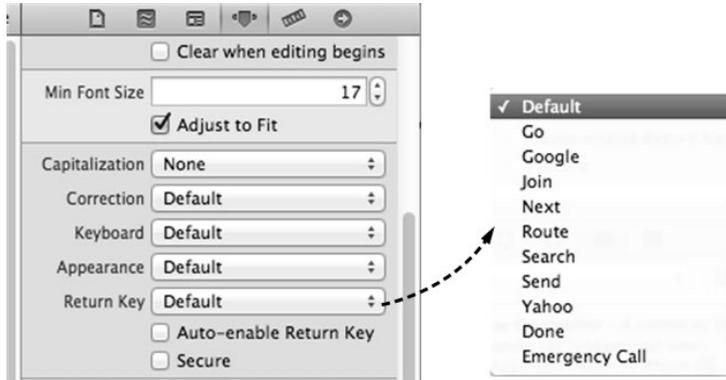 Clear when editing begins
Min Font Size 17
Adjust to Fit
Capitalization None
Correction Default
Keyboard Default
Appearance Default
Return Key Default
Auto-enable Return Key
Secure
✓ Default
Go
Google
Join
Next
Route
Search
Send
Yahoo
Done
Emergency Call